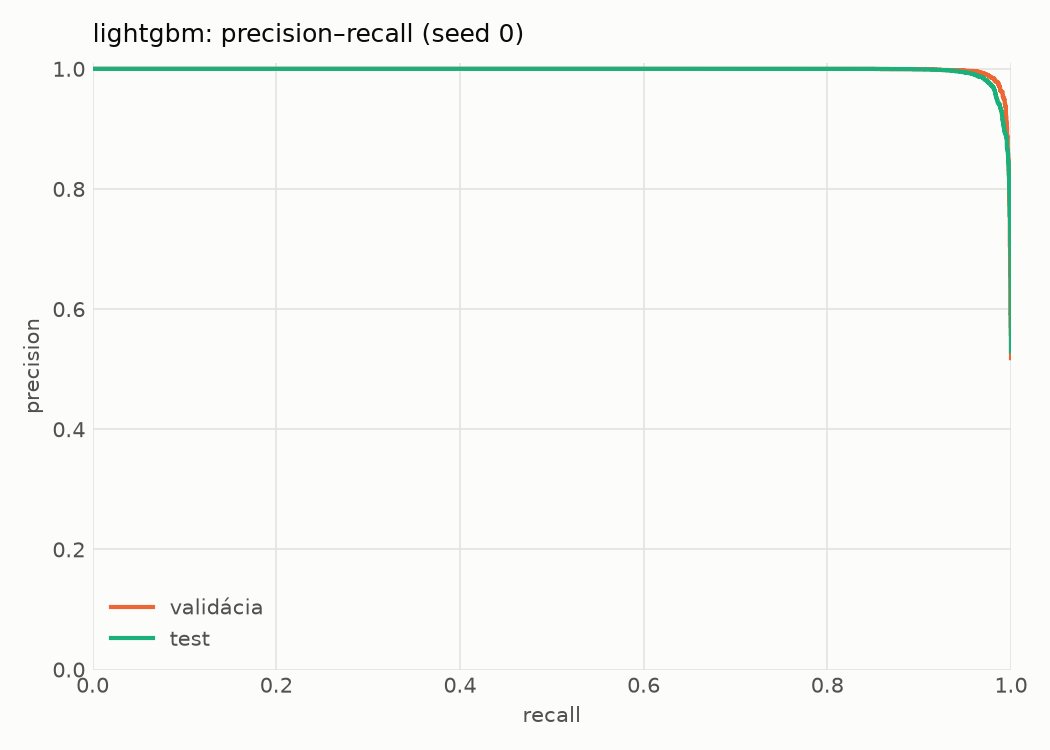 lightgbm: precision–recall (seed 0)
1.0
0.8
0.6
0.4
0.2
0.0
precision
validácia
test
0.0 0.2 0.4 0.6 0.8 1.0
recall